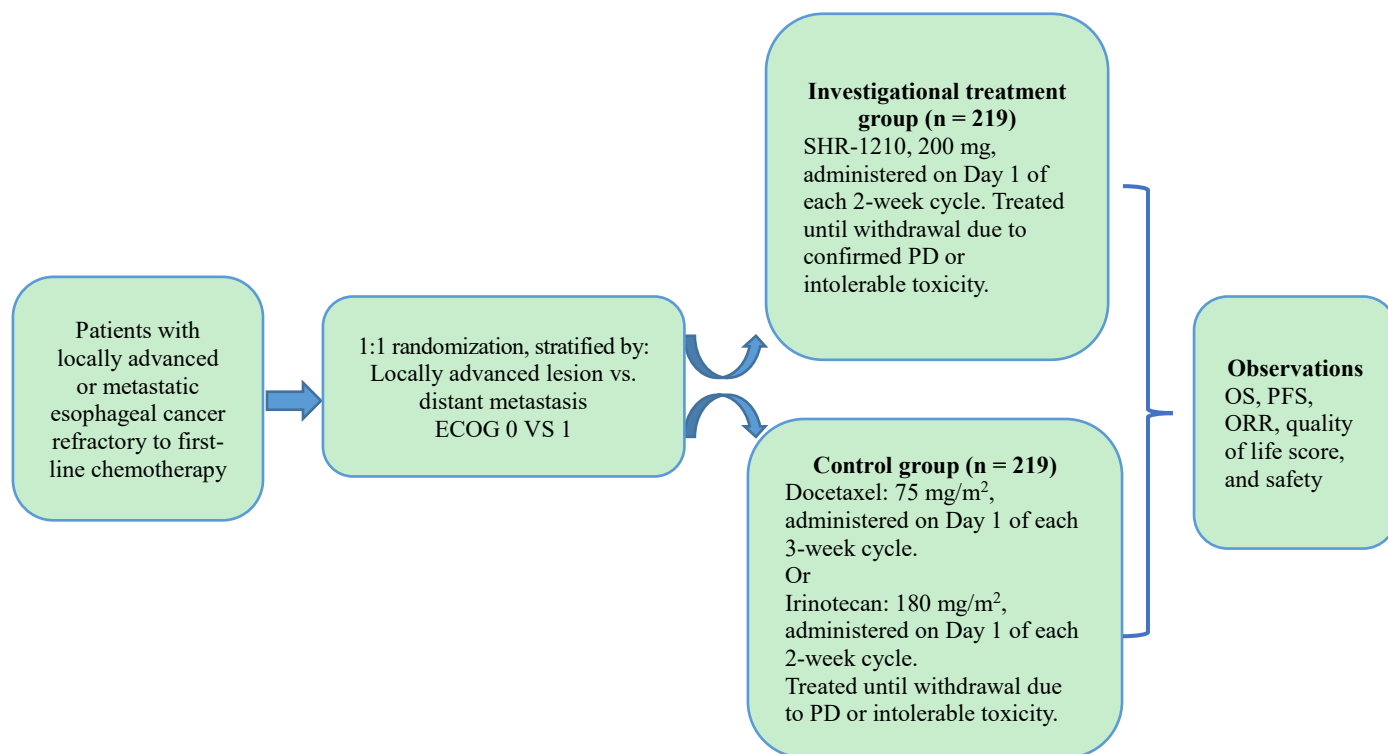 Patients with
locally advanced
or metastatic
esophageal cancer
refractory to first-
line chemotherapy
1:1 randomization, stratified by:
Locally advanced lesion vs.
distant metastasis
ECOG 0 VS 1
Investigational treatment
group (n = 219)
SHR-1210, 200 mg,
administered on Day 1 of
each 2-week cycle. Treated
until withdrawal due to
confirmed PD or
intolerable toxicity.
Control group (n = 219)
Docetaxel: 75 mg/m²,
administered on Day 1 of each
3-week cycle.
Or
Irinotecan: 180 mg/m²,
administered on Day 1 of each
2-week cycle.
Treated until withdrawal due
to PD or intolerable toxicity.
Observations
OS, PFS,
ORR, quality
of life score,
and safety